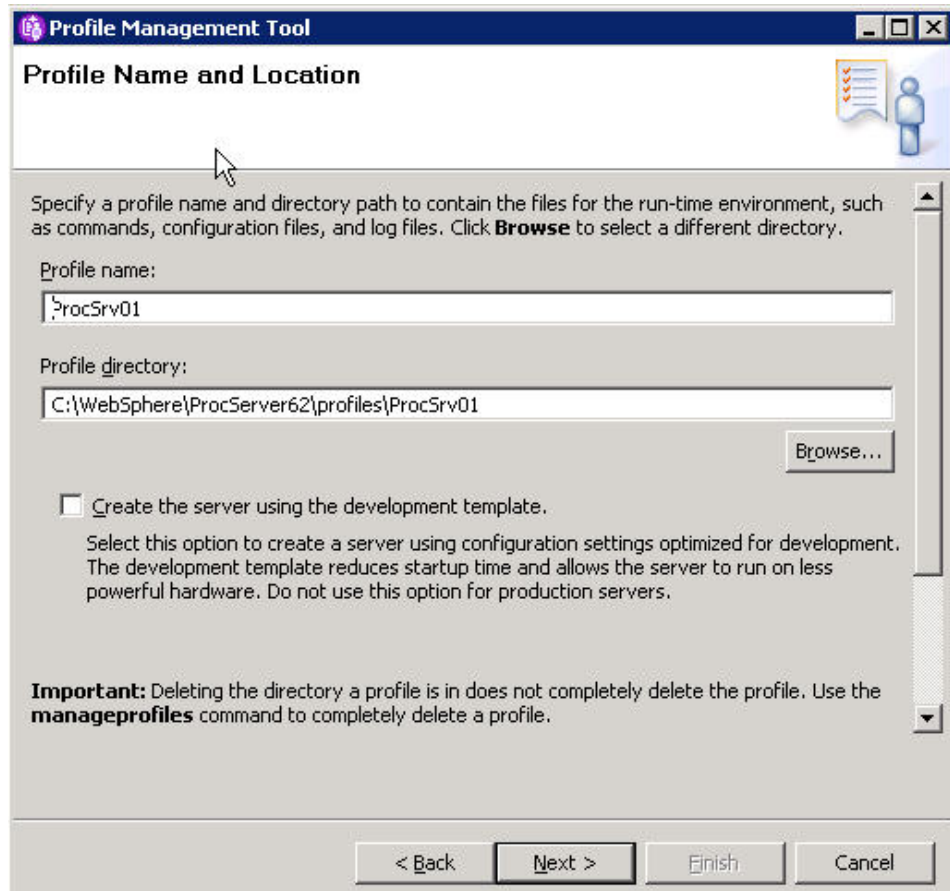 Profile Management Tool
Profile Name and Location
Specify a profile name and directory path to contain the files for the run-time environment, such
as commands, configuration files, and log files. Click Browse to select a different directory.
Profile name:
ProcSrv01
Profile directory:
C:\WebSphere\ProcServer62\profiles\ProcSrv01
Browse...
Create the server using the development template.
Select this option to create a server using configuration settings optimized for development.
The development template reduces startup time and allows the server to run on less
powerful hardware. Do not use this option for production servers.
Important: Deleting the directory a profile is in does not completely delete the profile. Use the
manageprofiles command to completely delete a profile.
< Back Next > Finish Cancel